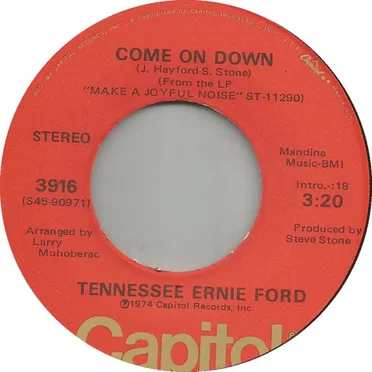 COME ON DOWN
(J. Hayford-S. Stone)
(From the LP
"MAKE A JOYFUL NOISE" ST-11290)
STEREO
Mandina
Music-BMI
3916
(S45-90971)
Intro.-:18
3:20
Arranged by
Larry
Muhoberac
Produced by
Steve Stone
TENNESSEE ERNIE FORD
℗1974 Capitol Records, Inc.
Capitol
Capitol